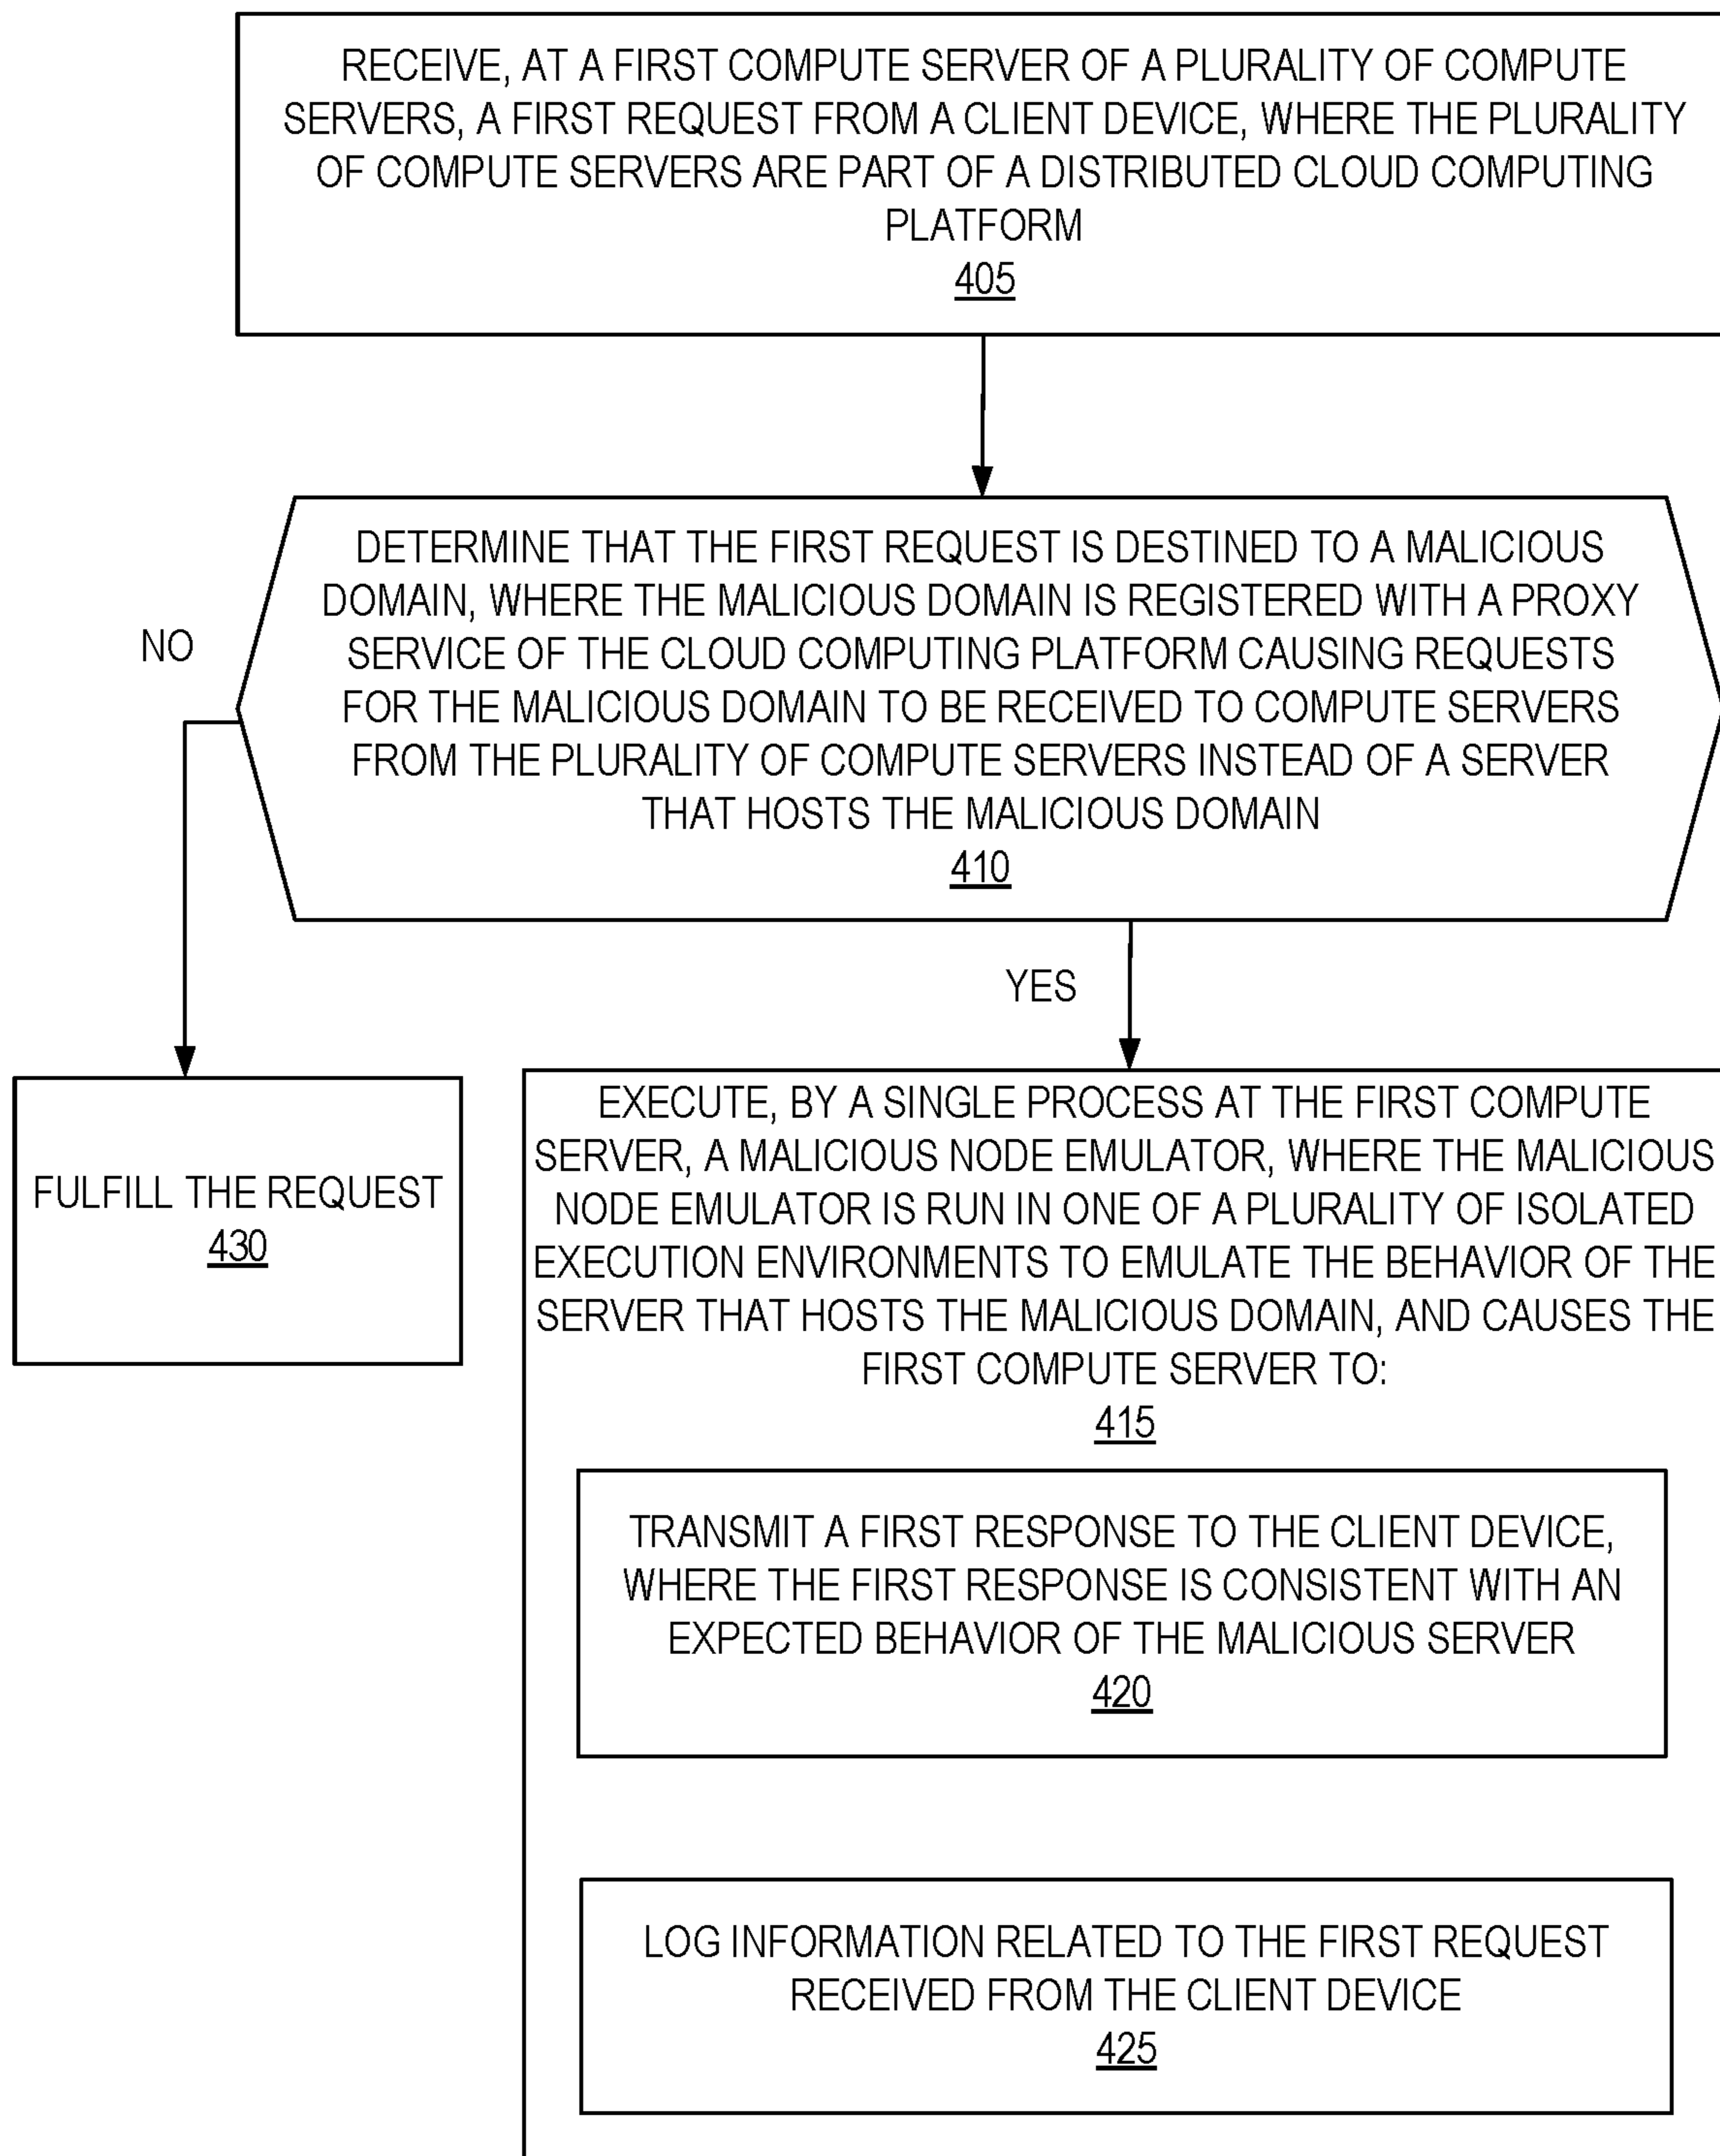 RECEIVE, AT A FIRST COMPUTE SERVER OF A PLURALITY OF COMPUTE
SERVERS, A FIRST REQUEST FROM A CLIENT DEVICE, WHERE THE PLURALITY
OF COMPUTE SERVERS ARE PART OF A DISTRIBUTED CLOUD COMPUTING
PLATFORM
405
DETERMINE THAT THE FIRST REQUEST IS DESTINED TO A MALICIOUS
DOMAIN, WHERE THE MALICIOUS DOMAIN IS REGISTERED WITH A PROXY
SERVICE OF THE CLOUD COMPUTING PLATFORM CAUSING REQUESTS
FOR THE MALICIOUS DOMAIN TO BE RECEIVED TO COMPUTE SERVERS
FROM THE PLURALITY OF COMPUTE SERVERS INSTEAD OF A SERVER
THAT HOSTS THE MALICIOUS DOMAIN
410
NO
YES
FULFILL THE REQUEST
430
EXECUTE, BY A SINGLE PROCESS AT THE FIRST COMPUTE
SERVER, A MALICIOUS NODE EMULATOR, WHERE THE MALICIOUS
NODE EMULATOR IS RUN IN ONE OF A PLURALITY OF ISOLATED
EXECUTION ENVIRONMENTS TO EMULATE THE BEHAVIOR OF THE
SERVER THAT HOSTS THE MALICIOUS DOMAIN, AND CAUSES THE
FIRST COMPUTE SERVER TO:
415
TRANSMIT A FIRST RESPONSE TO THE CLIENT DEVICE,
WHERE THE FIRST RESPONSE IS CONSISTENT WITH AN
EXPECTED BEHAVIOR OF THE MALICIOUS SERVER
420
LOG INFORMATION RELATED TO THE FIRST REQUEST
RECEIVED FROM THE CLIENT DEVICE
425